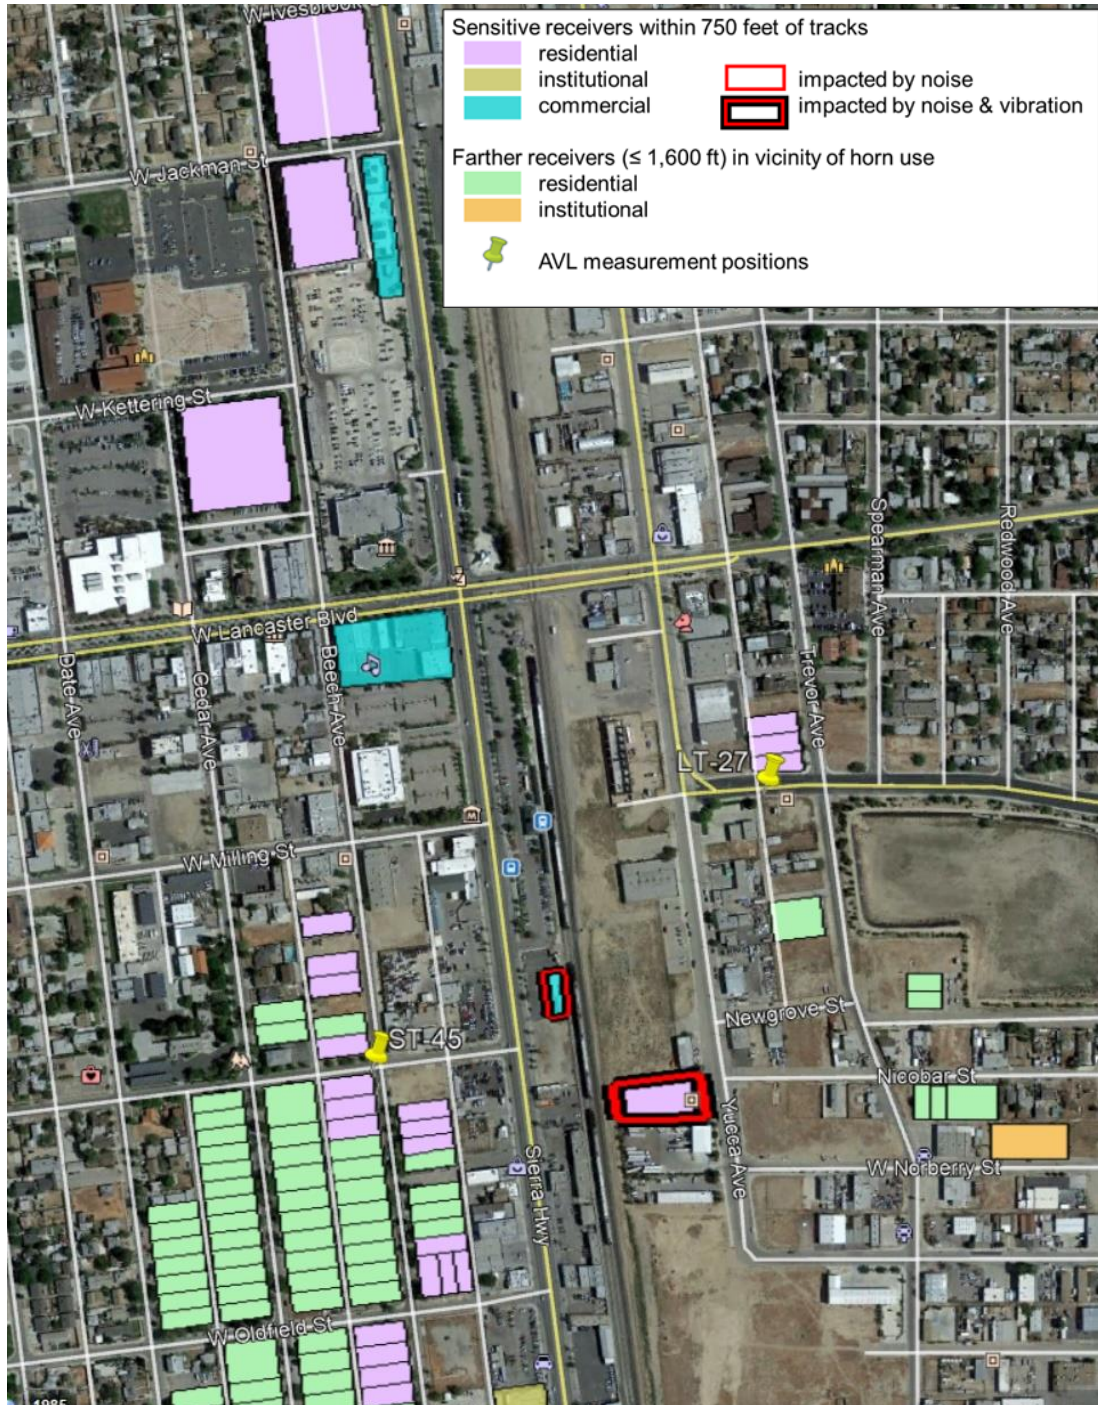 W Ivesbrook
Sensitive receivers within 750 feet of tracks
residential
institutional
impacted by noise
commercial
impacted by noise & vibration
Farther receivers (≤ 1,600 ft) in vicinity of horn use
residential
institutional
AVL measurement positions
W Jackman St
W Kettering St
Spearman Ave
Redwood Ave
W Lancaster Blvd
Date Ave
Cedar Ave
Beech Ave
Trevor Ave
LT-27
W Milling St
Newgrove St
ST-45
Nicobar St
Yucca Ave
Sierra Hwy
W Norberry St
W Oldfield St
1985